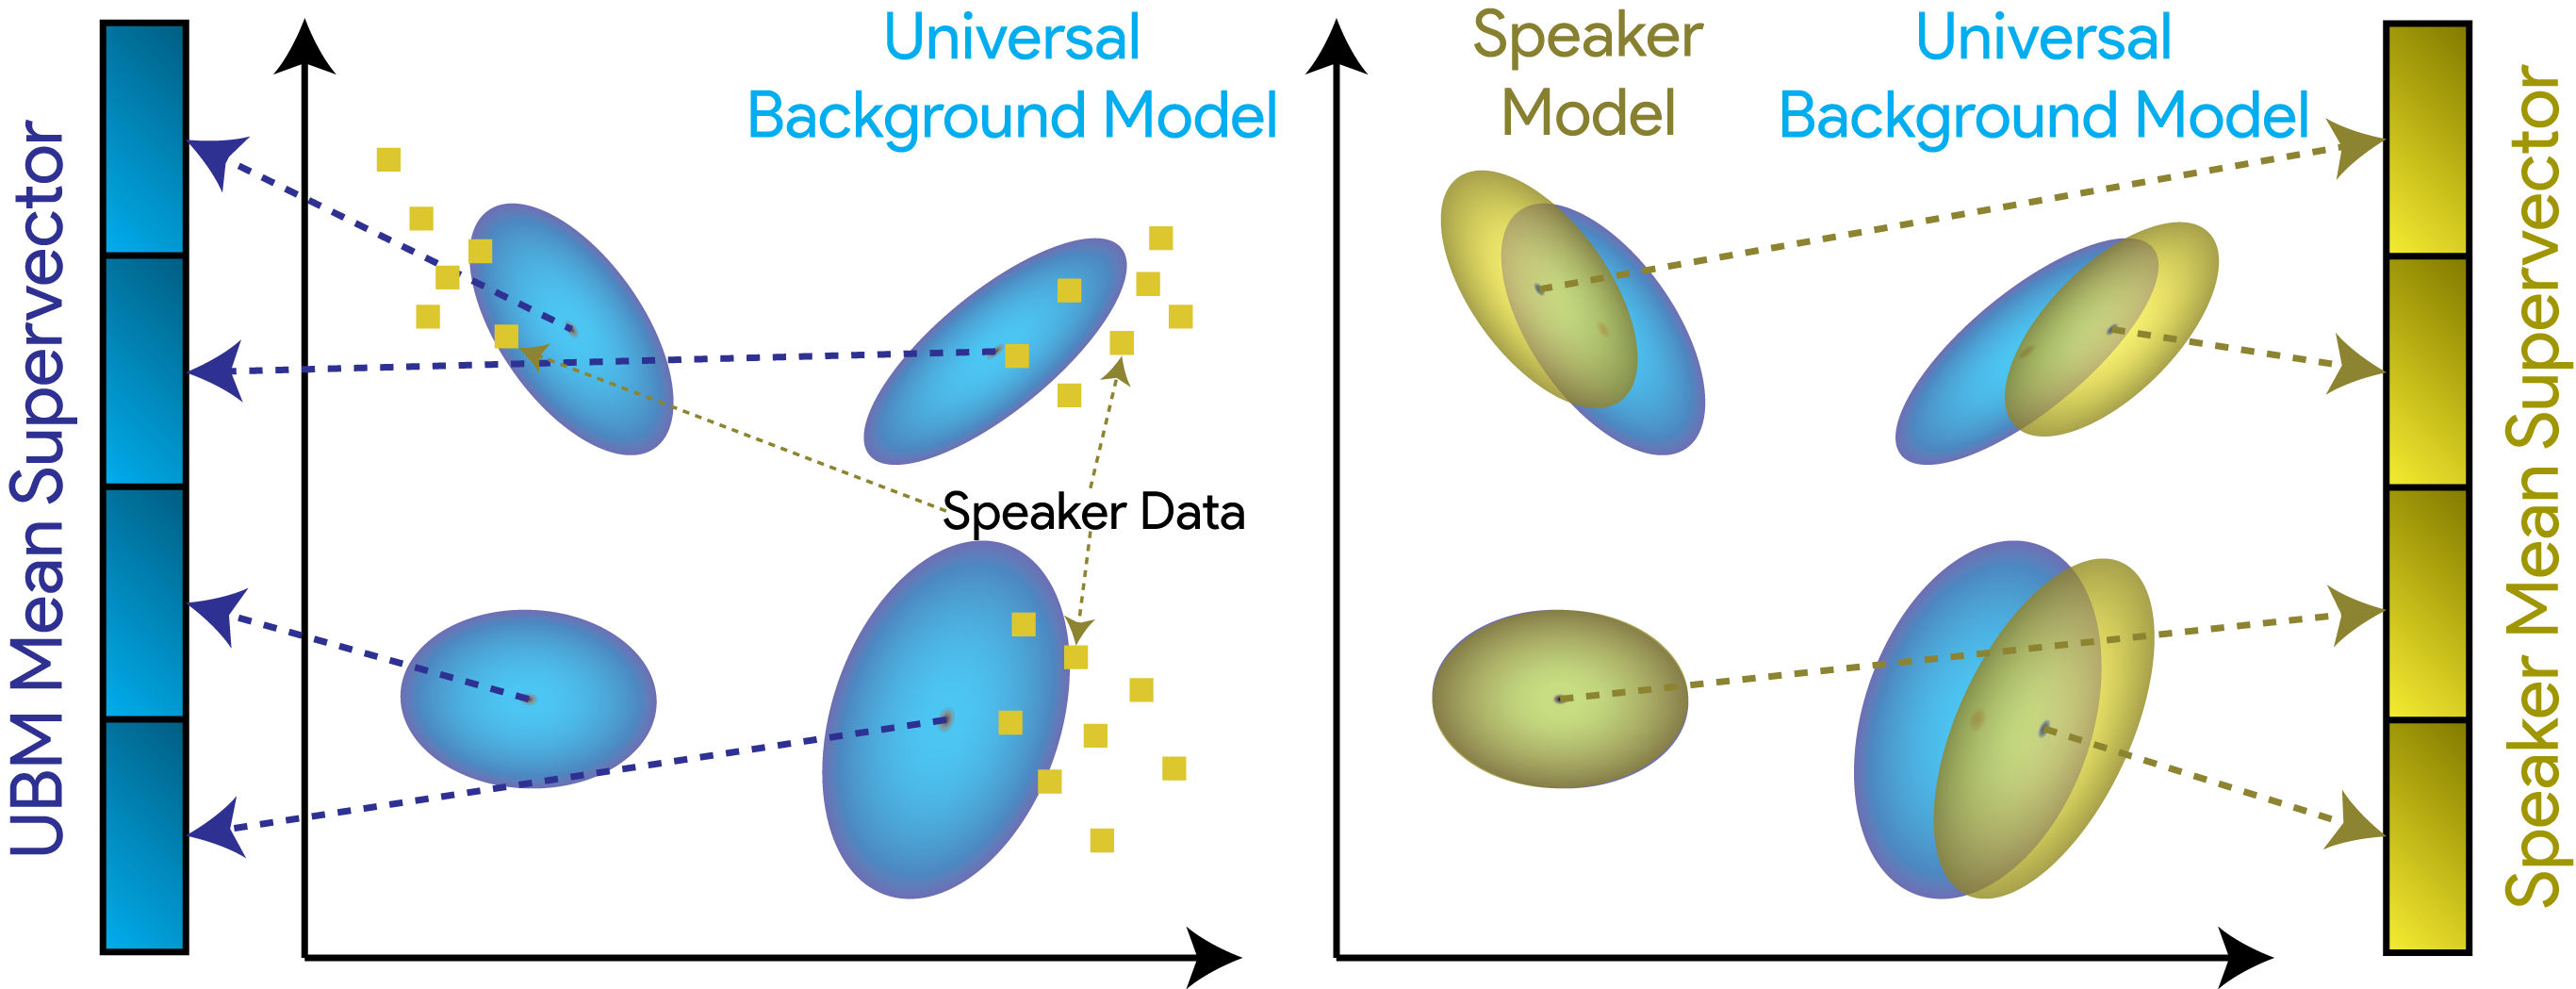 UBM Mean Supervector
Universal
Background Model
Speaker Data
Speaker
Model
Universal
Background Model
Speaker Mean Supervector